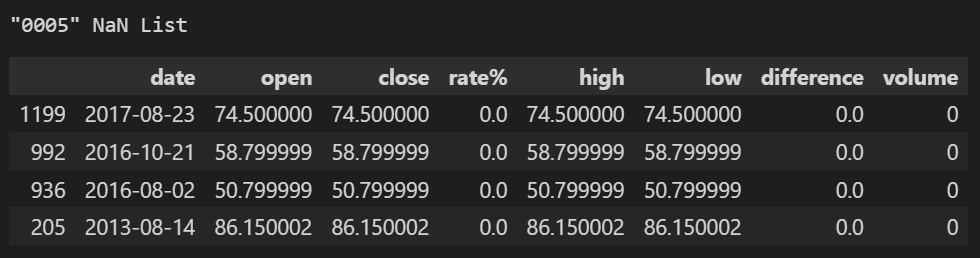 "0005" NaN List
date open close rate% high low difference volume
1199 2017-08-23 74.500000 74.500000 0.0 74.500000 74.500000 0.0 0
992 2016-10-21 58.799999 58.799999 0.0 58.799999 58.799999 0.0 0
936 2016-08-02 50.799999 50.799999 0.0 50.799999 50.799999 0.0 0
205 2013-08-14 86.150002 86.150002 0.0 86.150002 86.150002 0.0 0